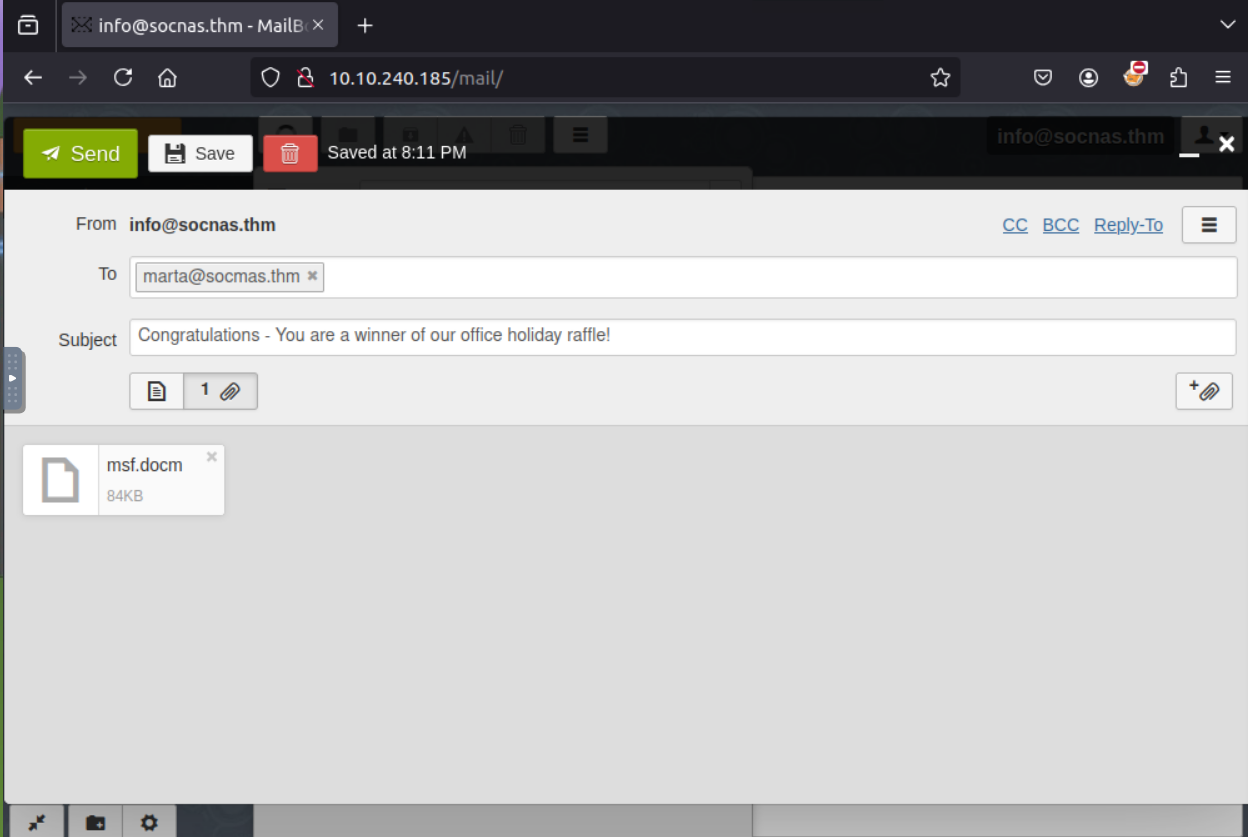 info@socnas.thm - MailB
10.10.240.185/mail/
info@socnas.thm
Send
Save
Saved at 8:11 PM
From info@socnas.thm
CC BCC Reply-To
To marta@socmas.thm
Subject Congratulations - You are a winner of our office holiday raffle!
1
msf.docm
84KB